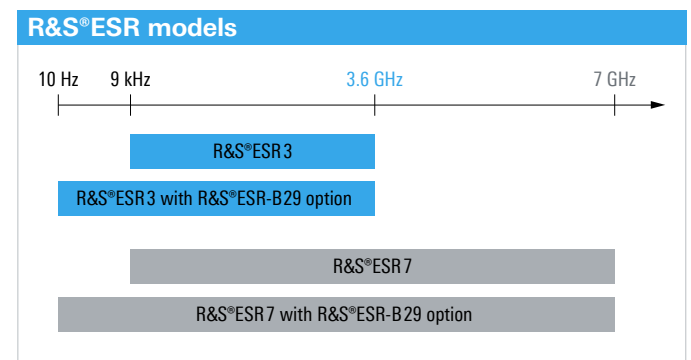 R&S®ESR models
10 Hz 9 kHz 3.6 GHz 7 GHz
R&S®ESR3
R&S®ESR3 with R&S®ESR-B29 option
R&S®ESR7
R&S®ESR7 with R&S®ESR-B29 option